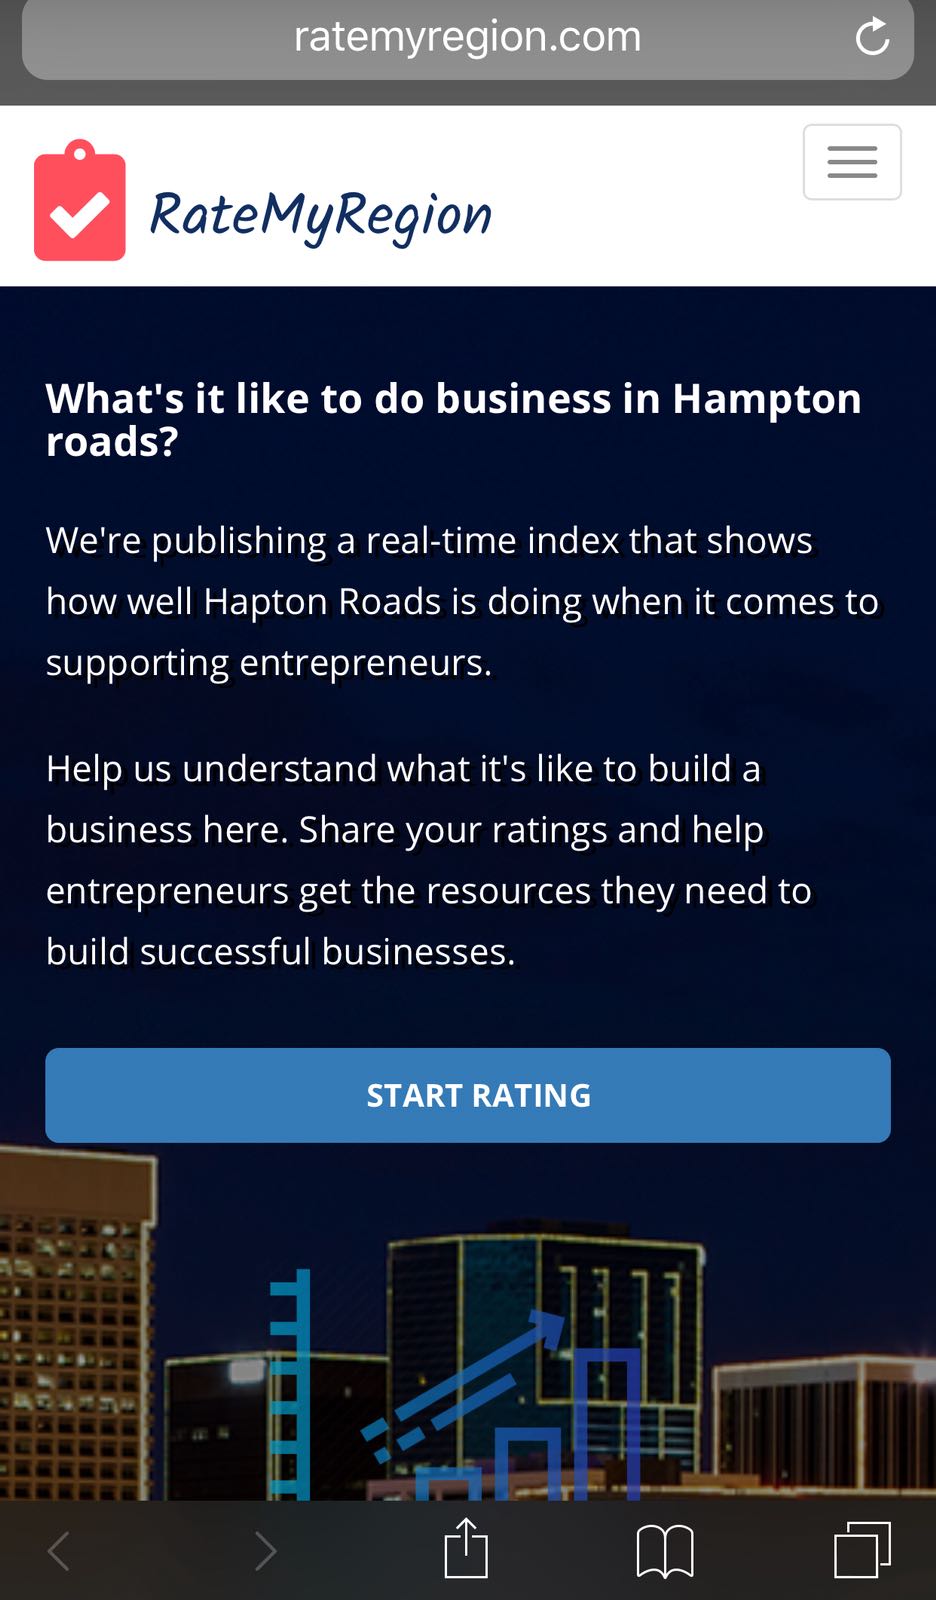 ratemyregion.com
RateMyRegion
What's it like to do business in Hampton
roads?
We're publishing a real-time index that shows
how well Hapton Roads is doing when it comes to
supporting entrepreneurs.
Help us understand what it's like to build a
business here. Share your ratings and help
entrepreneurs get the resources they need to
build successful businesses.
START RATING